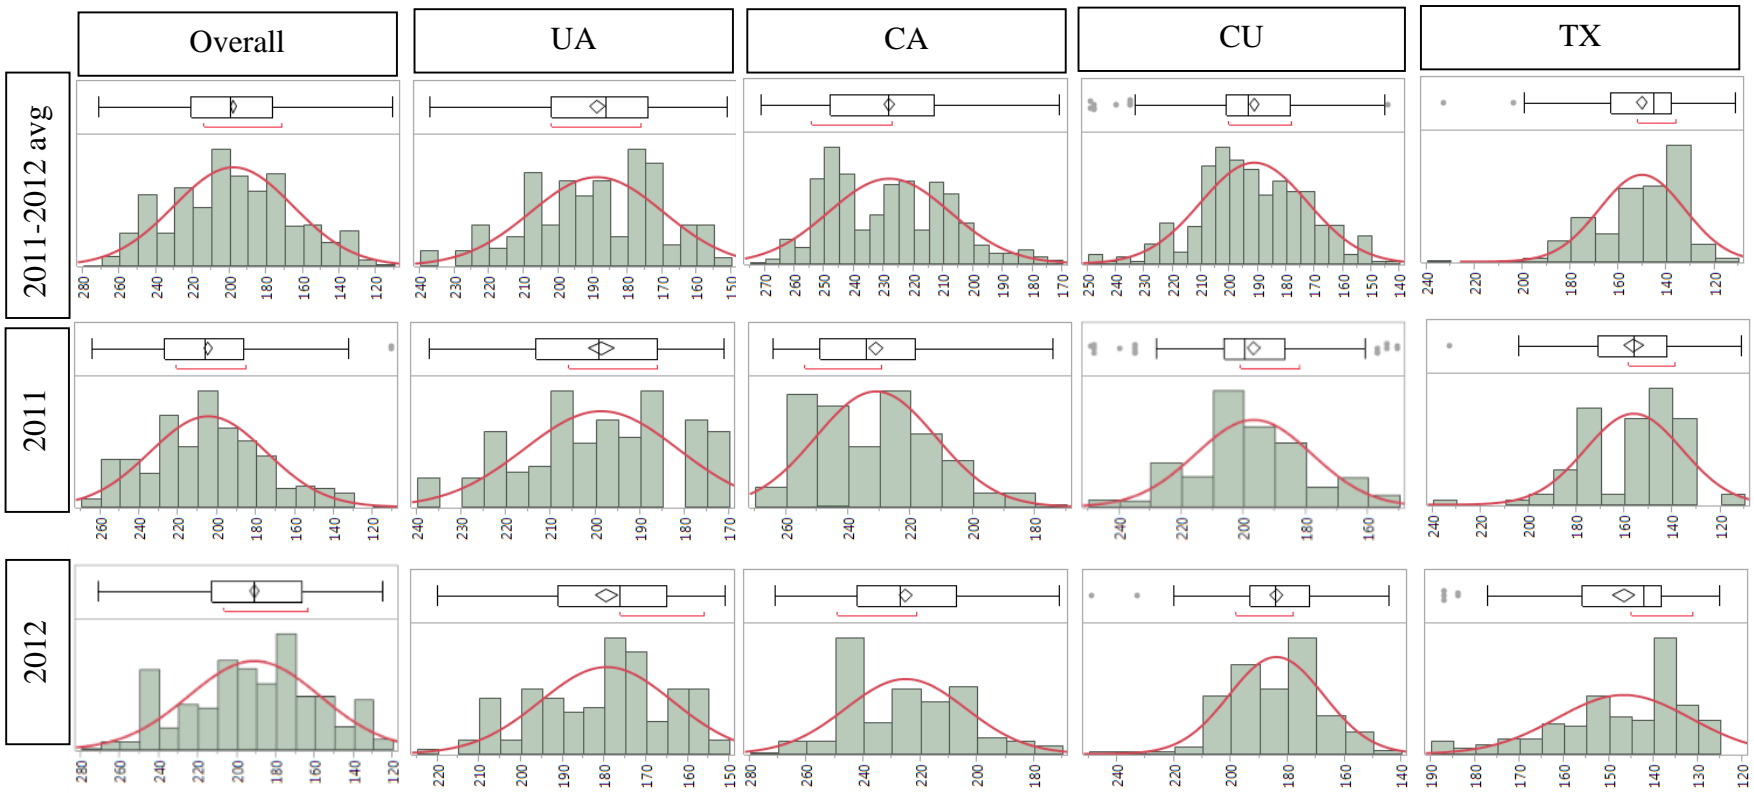 Overall
UA
CA
CU
TX
2011-2012 avg
280 260 240 220 200 180 160 140 120
240 230 220 210 200 190 180 170 160 150
270 260 250 240 230 220 210 200 190 180 170
250 240 230 220 210 200 190 180 170 160 150 140
240 220 200 180 160 140 120
2011
260 240 220 200 180 160 140 120
240 230 220 210 200 190 180 170
260 240 220 200 180
240 220 200 180 160
240 220 200 180 160 140 120
2012
280 260 240 220 200 180 160 140 120
220 210 190 180 170 160 150
280 260 240 220 200 180
240 220 200 180 160 140
190 180 170 160 150 140 130 120